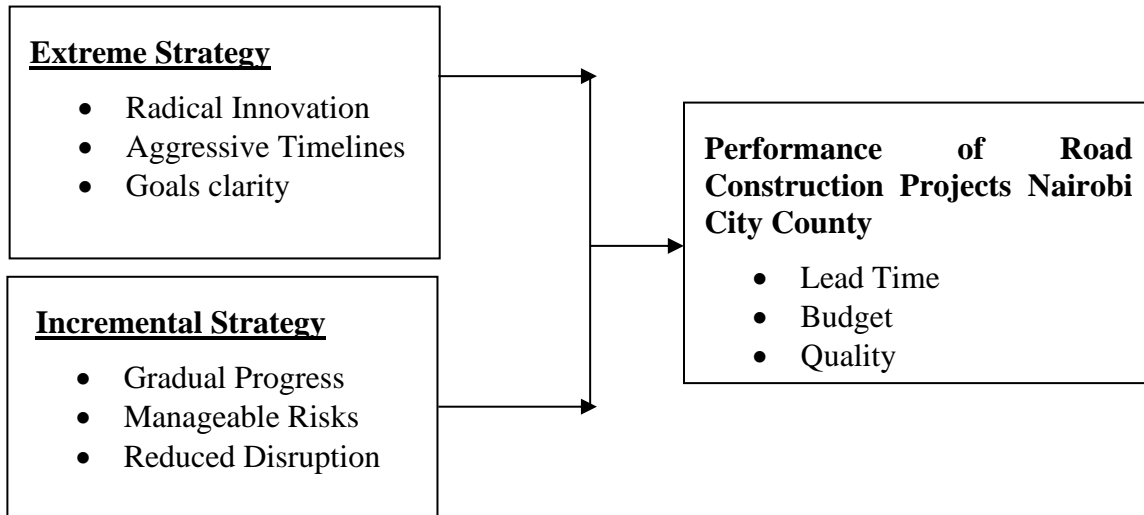 Extreme Strategy
• Radical Innovation
• Aggressive Timelines
• Goals clarity
Incremental Strategy
• Gradual Progress
• Manageable Risks
• Reduced Disruption
Performance of Road
Construction Projects Nairobi
City County
• Lead Time
• Budget
• Quality